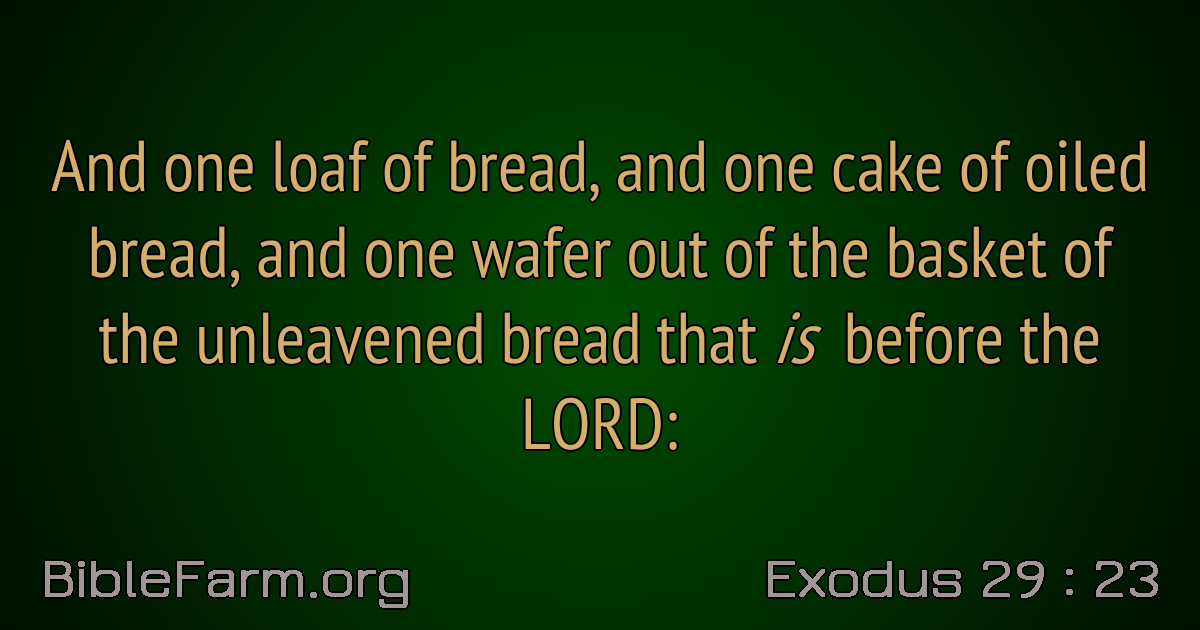 And one loaf of bread, and one cake of oiled
bread, and one wafer out of the basket of
the unleavened bread that is before the
LORD:
BibleFarm.org
Exodus 29 : 23